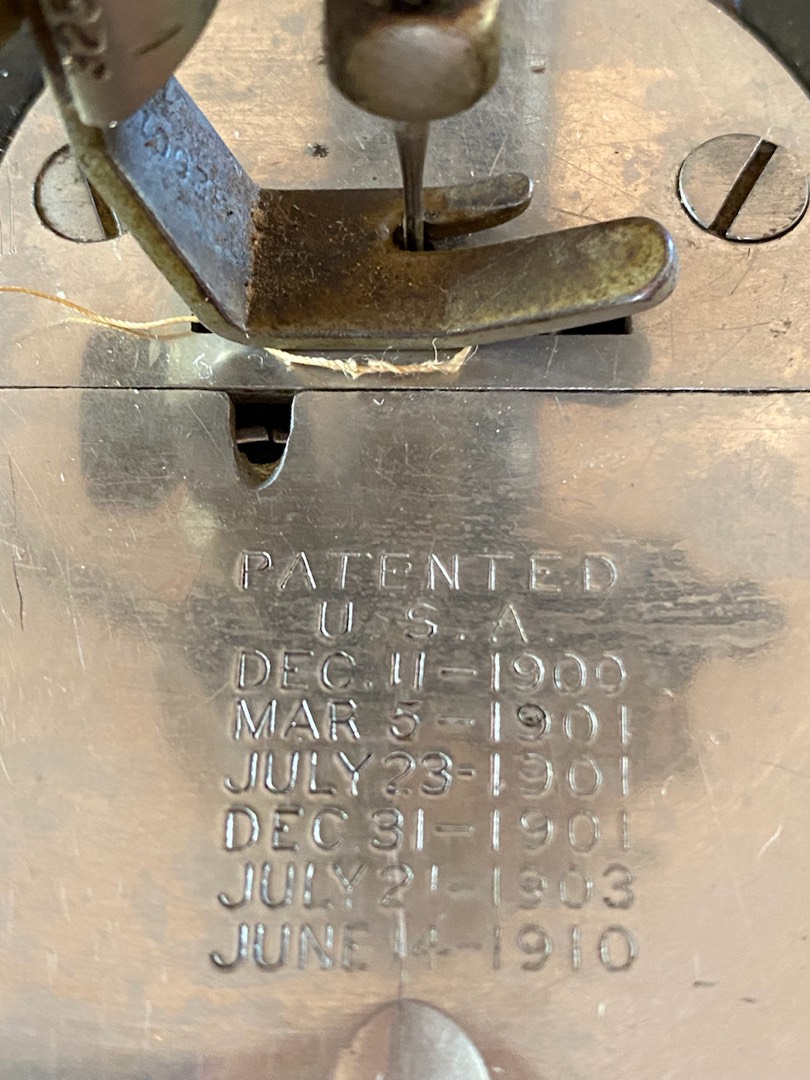 PATENTED
U.S.A.
DEC. 11-1900
MAR 5-1901
JULY 23-1901
DEC. 31-1901
JULY 21-1903
JUNE 14-1910